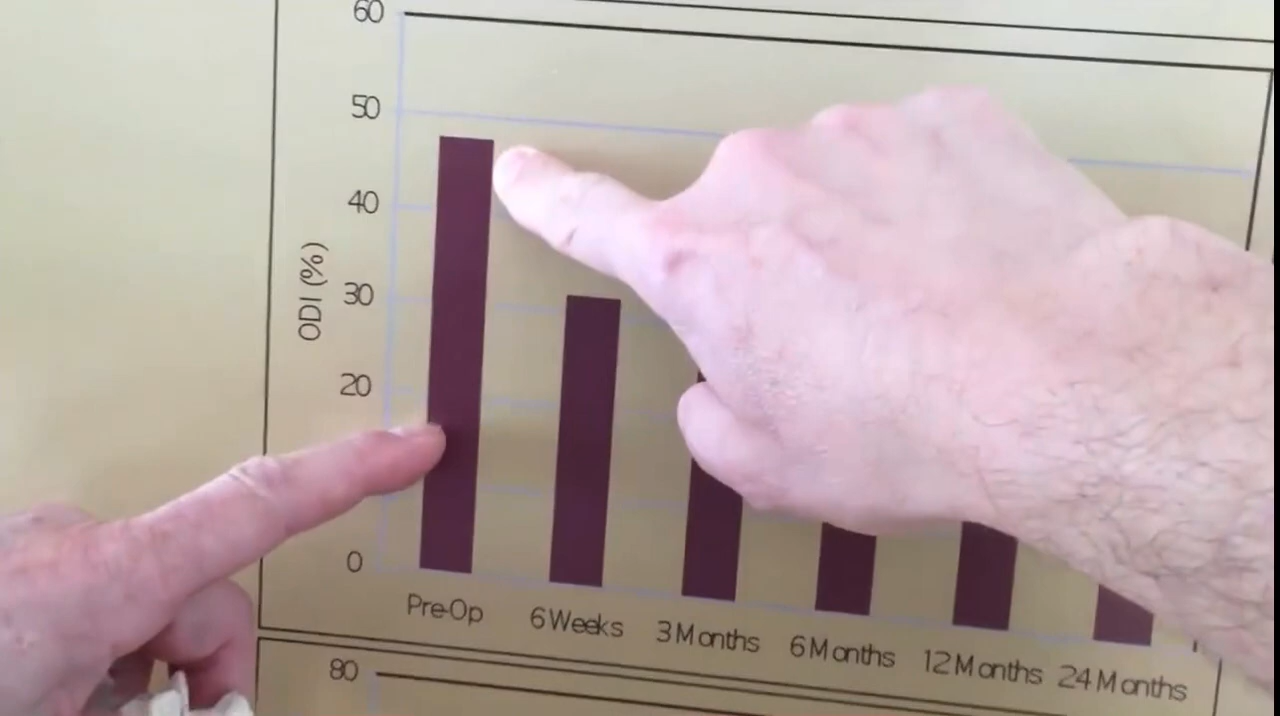 60
50
40
30
20
0
ODI (%)
Pre-Op
6 Weeks
3 Months
6 Months
12 Months
24 Months
80